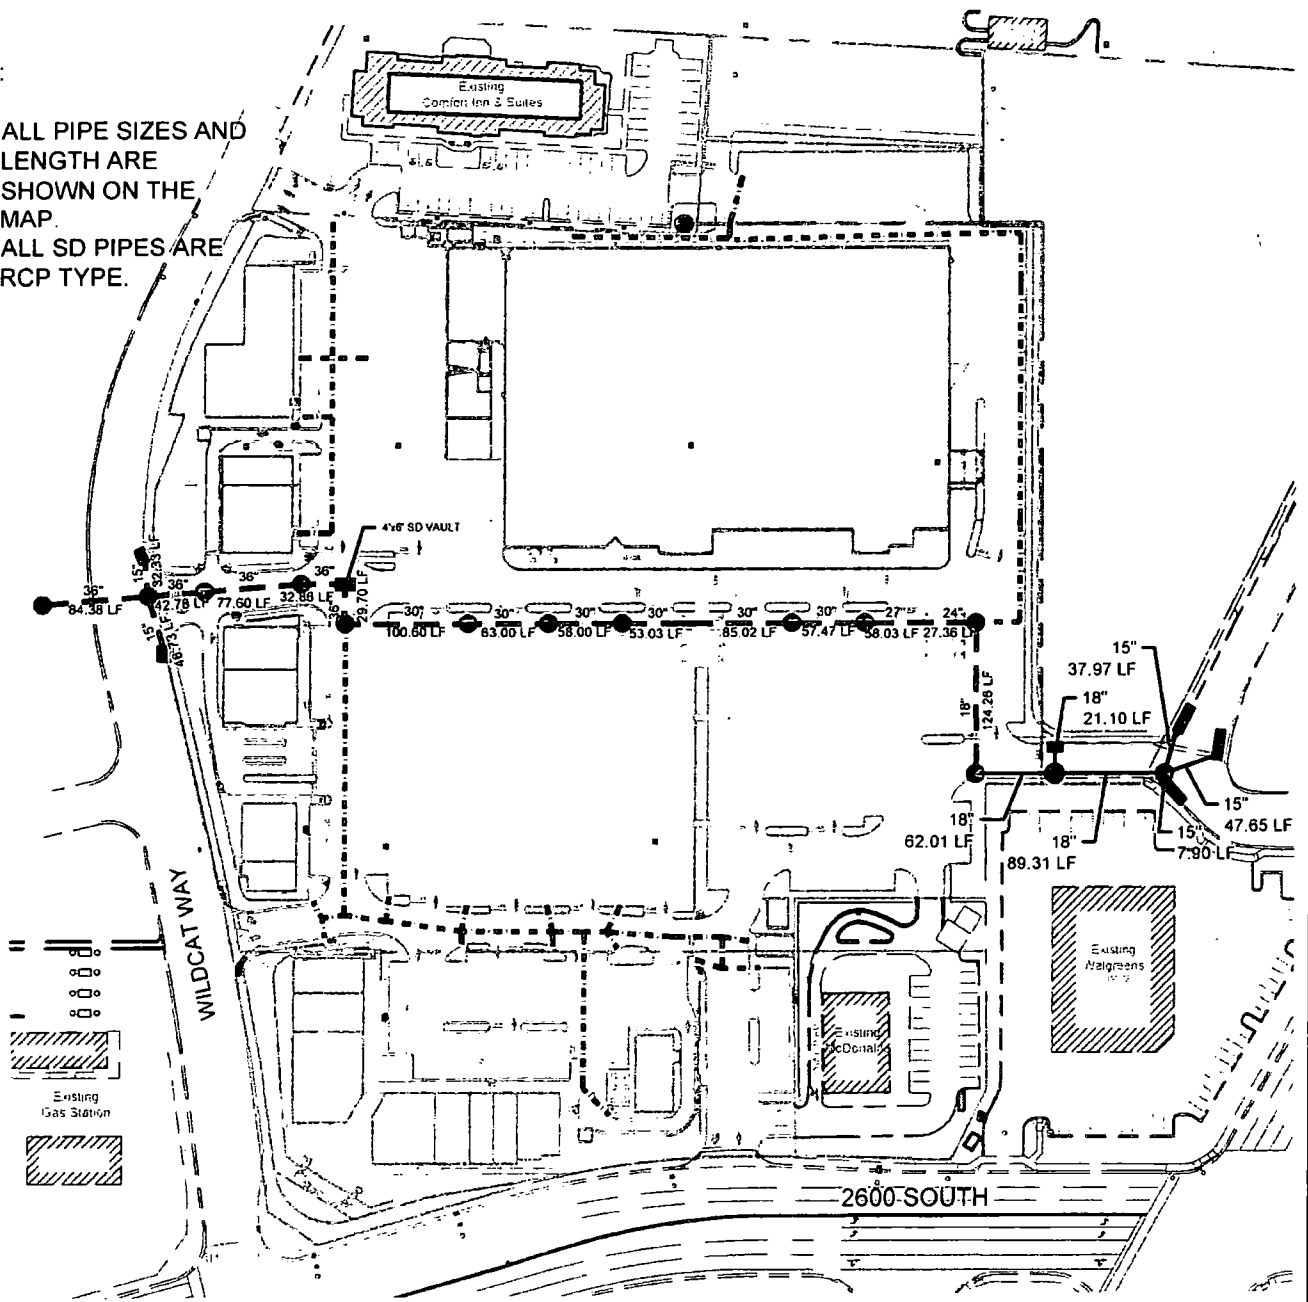 :
ALL PIPE SIZES AND
LENGTH ARE
SHOWN ON THE
MAP.
ALL SD PIPES ARE
RCP TYPE.
Existing
Comfort Inn & Suites
4'x6' SD VAULT
15"
32.33 LF
36"
84.38 LF
36"
42.78 LF
36"
77.60 LF
36"
32.88 LF
36"
29.70 LF
15"
46.73 LF
30"
100.60 LF
30"
63.00 LF
30"
58.00 LF
30"
53.03 LF
85.02 LF
30"
57.47 LF
27"
58.03 LF
24"
27.36 LF
18"
124.26 LF
15"
37.97 LF
18"
21.10 LF
18"
62.01 LF
18"
89.31 LF
15"
7.90 LF
15"
47.65 LF
WILDCAT WAY
Existing
Walgreens
Existing
McDonald
Existing
Gas Station
2600 SOUTH